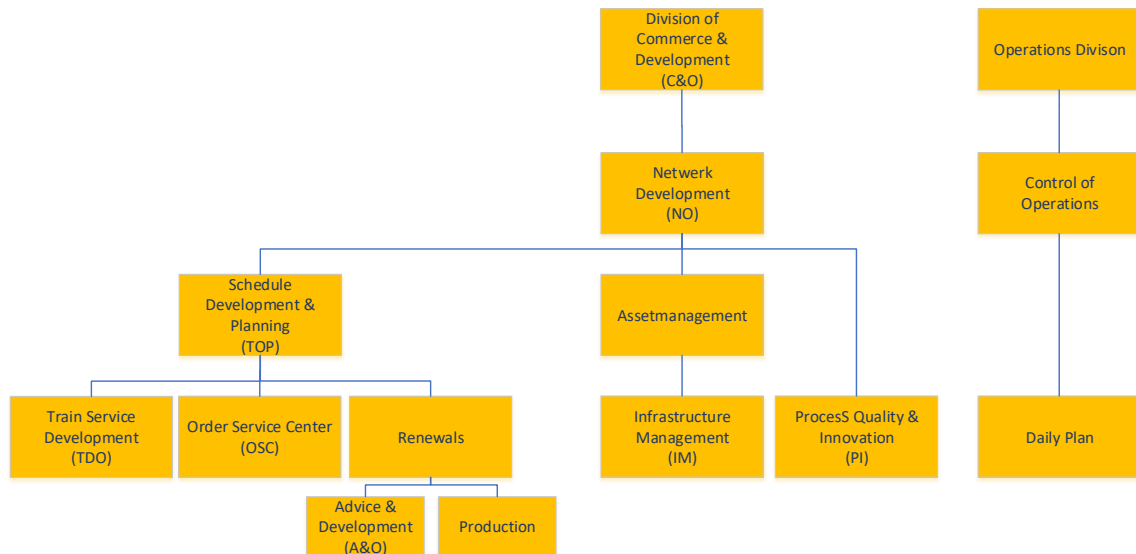 Division of
Commerce &
Development
(C&O)
Operations Divison
Netwerk
Development
(NO)
Control of
Operations
Schedule
Development &
Planning
(TOP)
Assetmanagement
Train Service
Development
(TDO)
Order Service Center
(OSC)
Renewals
Infrastructure
Management
(IM)
ProcesS Quality &
Innovation
(PI)
Daily Plan
Advice &
Development
(A&O)
Production